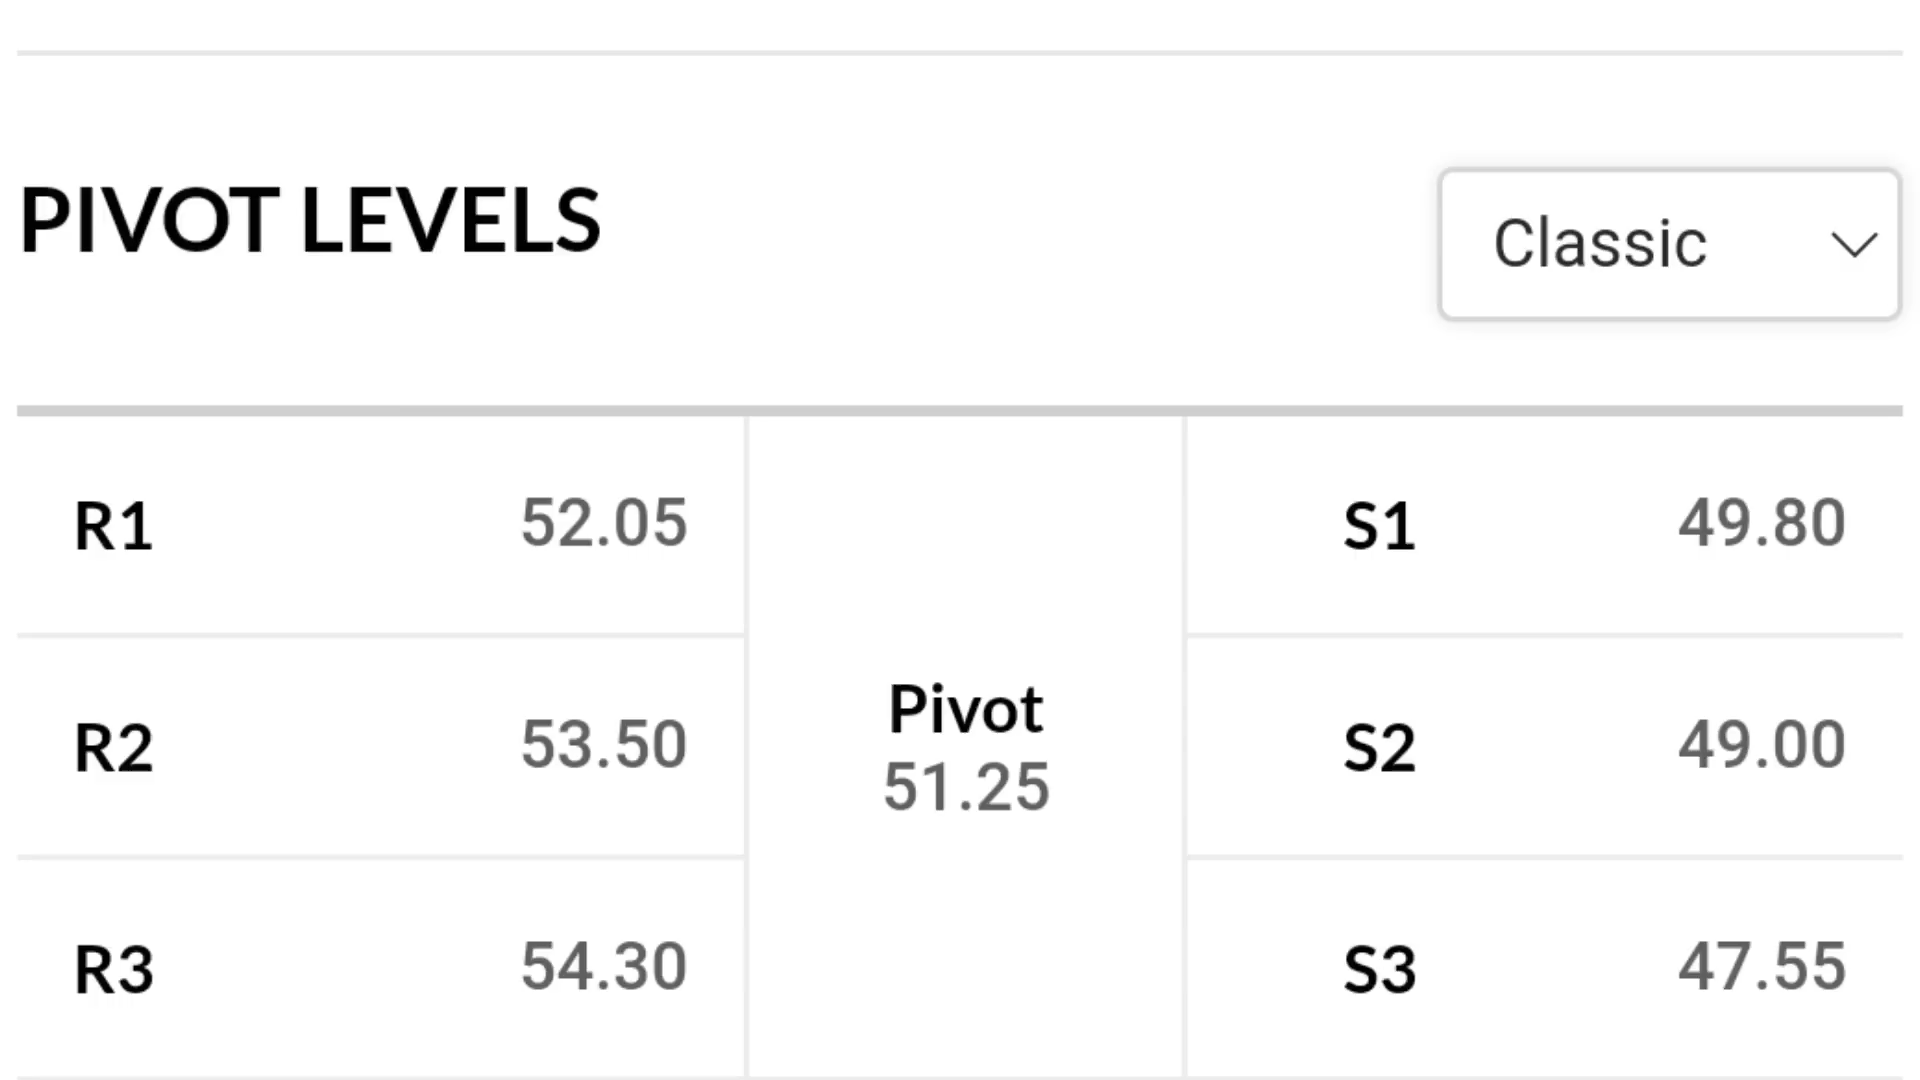 PIVOT LEVELS
Classic
R1 52.05
R2 53.50
R3 54.30
Pivot
51.25
S1 49.80
S2 49.00
S3 47.55